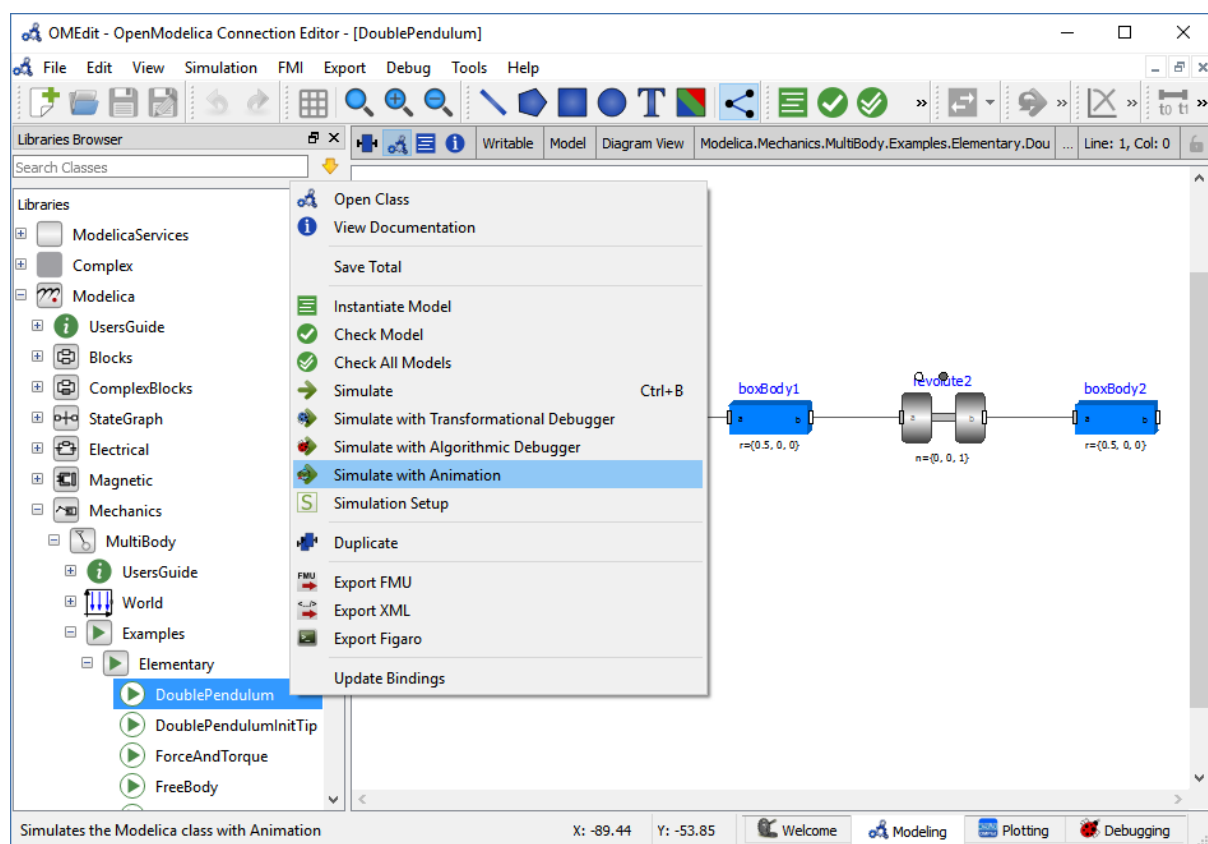 OMEdit - OpenModelica Connection Editor - [DoublePendulum]
File Edit View Simulation FMI Export Debug Tools Help
T » » » to t1 »
Libraries Browser
Writable Model Diagram View Modelica.Mechanics.MultiBody.Examples.Elementary.Dou ... Line: 1, Col: 0
Search Classes
Libraries
ModelicaServices
Complex
Modelica
UsersGuide
Blocks
ComplexBlocks
StateGraph
Electrical
Magnetic
Mechanics
MultiBody
UsersGuide
World
Examples
Elementary
DoublePendulum
DoublePendulumInitTip
ForceAndTorque
FreeBody
Open Class
View Documentation
Save Total
Instantiate Model
Check Model
Check All Models
Simulate Ctrl+B
Simulate with Transformational Debugger
Simulate with Algorithmic Debugger
Simulate with Animation
S Simulation Setup
Duplicate
FMU Export FMU
Export XML
Export Figaro
Update Bindings
boxBody1 revolute2 boxBody2
a b a b a b
r={0.5, 0, 0} n={0, 0, 1} r={0.5, 0, 0}
Simulates the Modelica class with Animation X: -89.44 Y: -53.85 Welcome Modeling Plotting Debugging